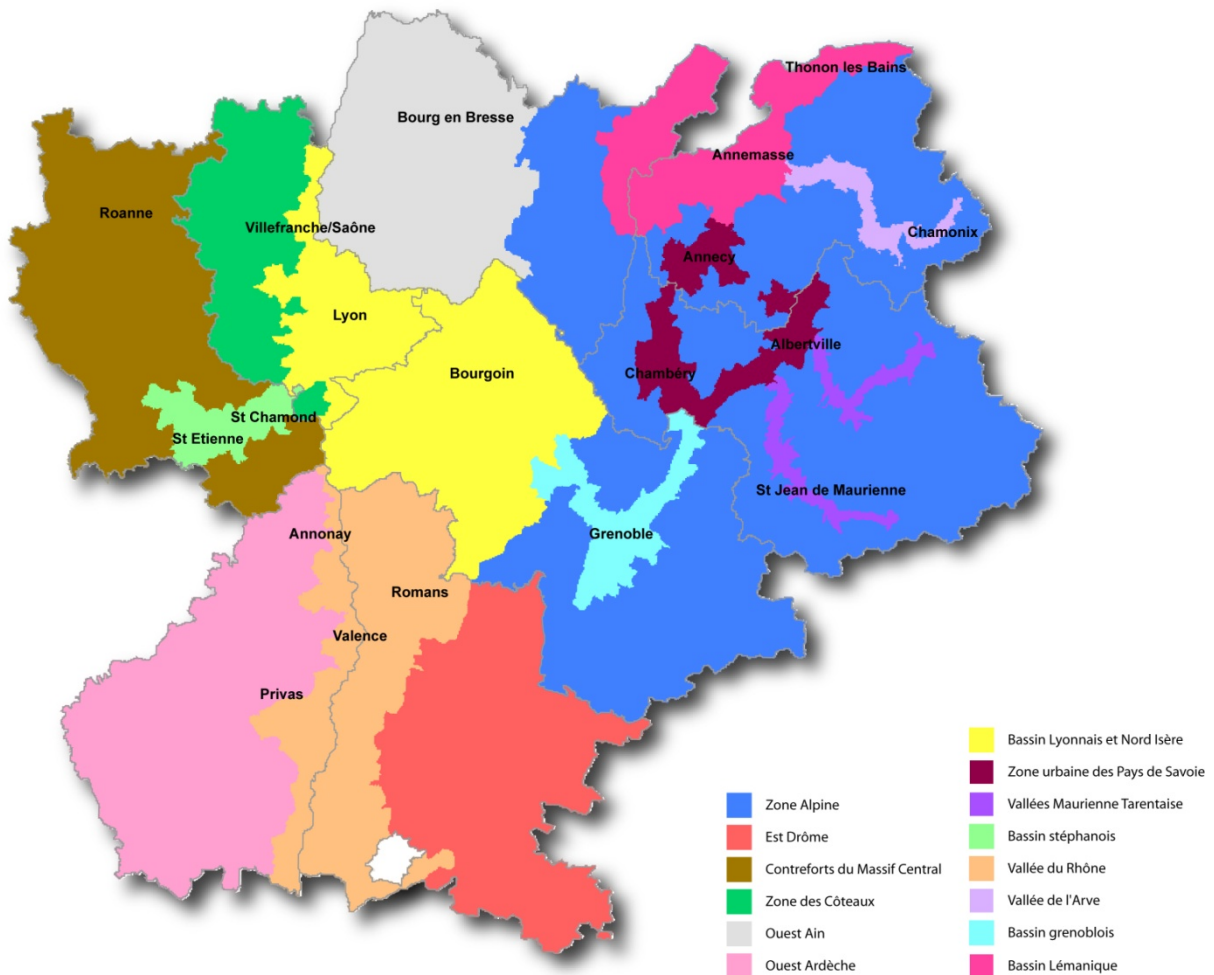 Thonon les Bains
Bourg en Bresse
Annemasse
Roanne
Villefranche/Saône
Chamonix
Annecy
Lyon
Albertville
Bourgoin
Chambéry
St Chamond
St Etienne
St Jean de Maurienne
Annonay
Grenoble
Romans
Valence
Privas
Zone Alpine
Est Drôme
Contreforts du Massif Central
Zone des Côteaux
Ouest Ain
Ouest Ardèche
Bassin Lyonnais et Nord Isère
Zone urbaine des Pays de Savoie
Vallées Maurienne Tarentaise
Bassin stéphanois
Vallée du Rhône
Vallée de l'Arve
Bassin grenoblois
Bassin Lémanique